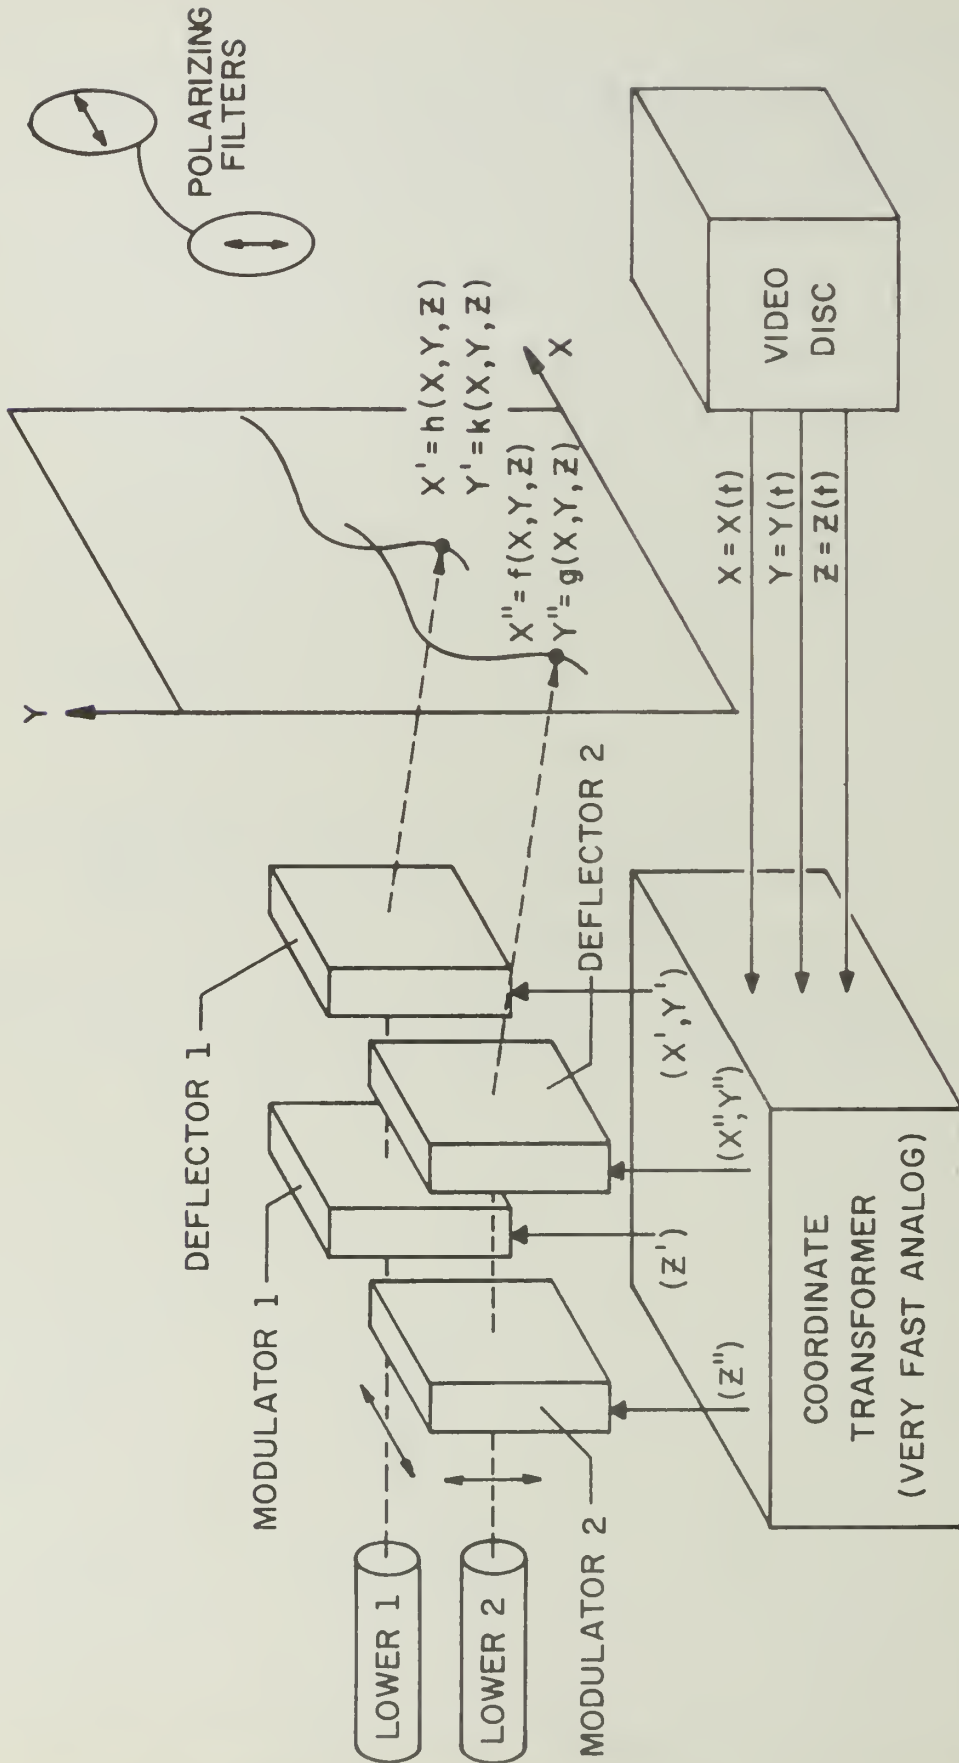 POLARIZING
FILTERS
Y
X
X'=h(X,Y,Z)
Y'=k(X,Y,Z)
X"=f(X,Y,Z)
Y"=g(X,Y,Z)
DEFLECTOR 1
MODULATOR 1
LOWER 1
LOWER 2
MODULATOR 2
DEFLECTOR 2
(Z")
(Z')
(X",Y")
(X',Y')
X=X(t)
Y=Y(t)
Z=Z(t)
VIDEO
DISC
COORDINATE
TRANSFORMER
(VERY FAST ANALOG)